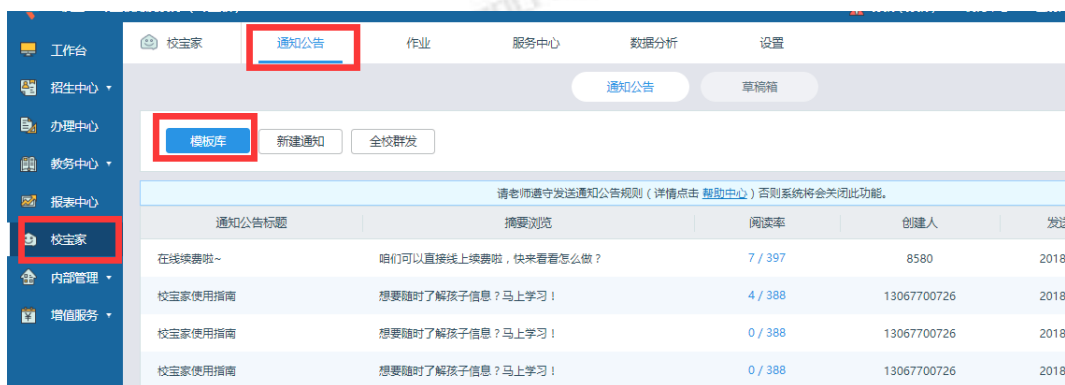 工作台
招生中心
办理中心
教务中心
报表中心
校宝家
内部管理
增值服务
校宝家 通知公告 作业 服务中心 数据分析 设置
通知公告 草稿箱
模板库 新建通知 全校群发
请老师遵守发送通知公告规则（详情点击 帮助中心）否则系统将会关闭此功能。
通知公告标题 摘要浏览 阅读率 创建人
在线续费啦~ 咱们可以直接线上续费啦，快来看看怎么做？ 7 / 397 8580 2018
校宝家使用指南 想要随时了解孩子信息？马上学习！ 4 / 388 13067700726 2018
校宝家使用指南 想要随时了解孩子信息？马上学习！ 0 / 388 13067700726 2018
校宝家使用指南 想要随时了解孩子信息？马上学习！ 0 / 388 13067700726 2018